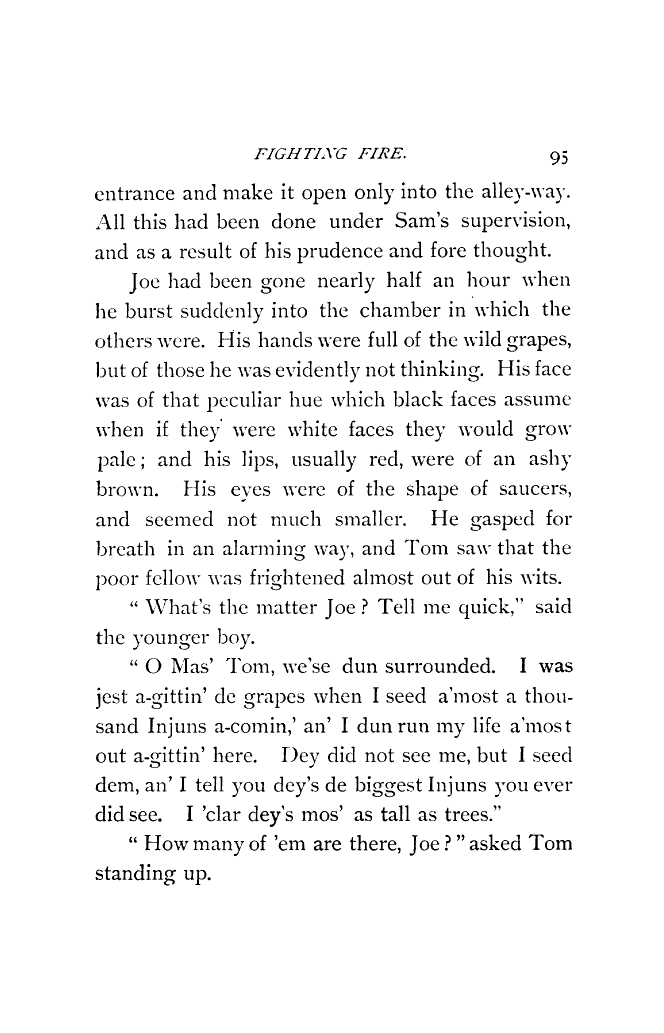 FIGHTING FIRE. 95
entrance and make it open only into the alley-way.
All this had been done under Sam's supervision,
and as a result of his prudence and fore thought.
Joe had been gone nearly half an hour when
he burst suddenly into the chamber in which the
others were. His hands were full of the wild grapes,
but of those he was evidently not thinking. His face
was of that peculiar hue which black faces assume
when if they were white faces they would grow
pale; and his lips, usually red, were of an ashy
brown. His eyes were of the shape of saucers,
and seemed not much smaller. He gasped for
breath in an alarming way, and Tom saw that the
poor fellow was frightened almost out of his wits.
“ What's the matter Joe? Tell me quick,” said
the younger boy.
“ O Mas' Tom, we'se dun surrounded. I was
jest a-gittin' de grapes when I seed a'most a thou-
sand Injuns a-comin,' an' I dun run my life a'most
out a-gittin' here. Dey did not see me, but I seed
dem, an' I tell you dey's de biggest Injuns you ever
did see. I 'clar dey's mos' as tall as trees.”
“ How many of 'em are there, Joe?” asked Tom
standing up.